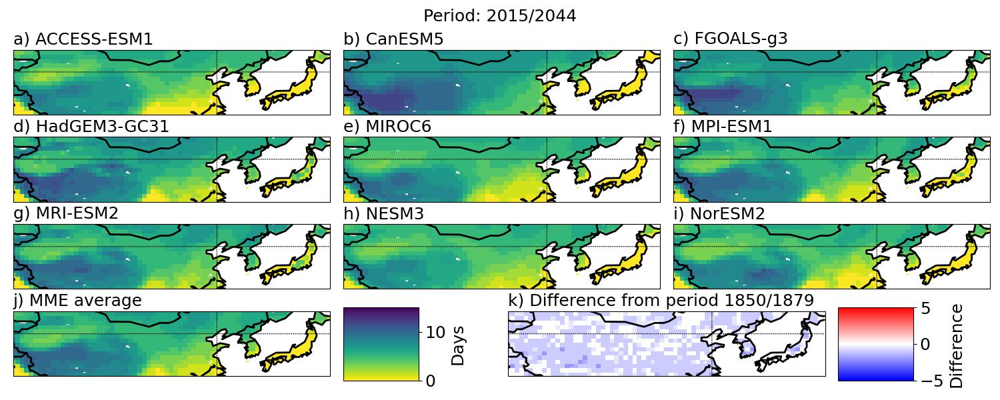 Period: 2015/2044
a) ACCESS-ESM1
b) CanESM5
c) FGOALS-g3
d) HadGEM3-GC31
e) MIROC6
f) MPI-ESM1
g) MRI-ESM2
h) NESM3
i) NorESM2
j) MME average
10
0
Days
k) Difference from period 1850/1879
5
0
−5
Difference